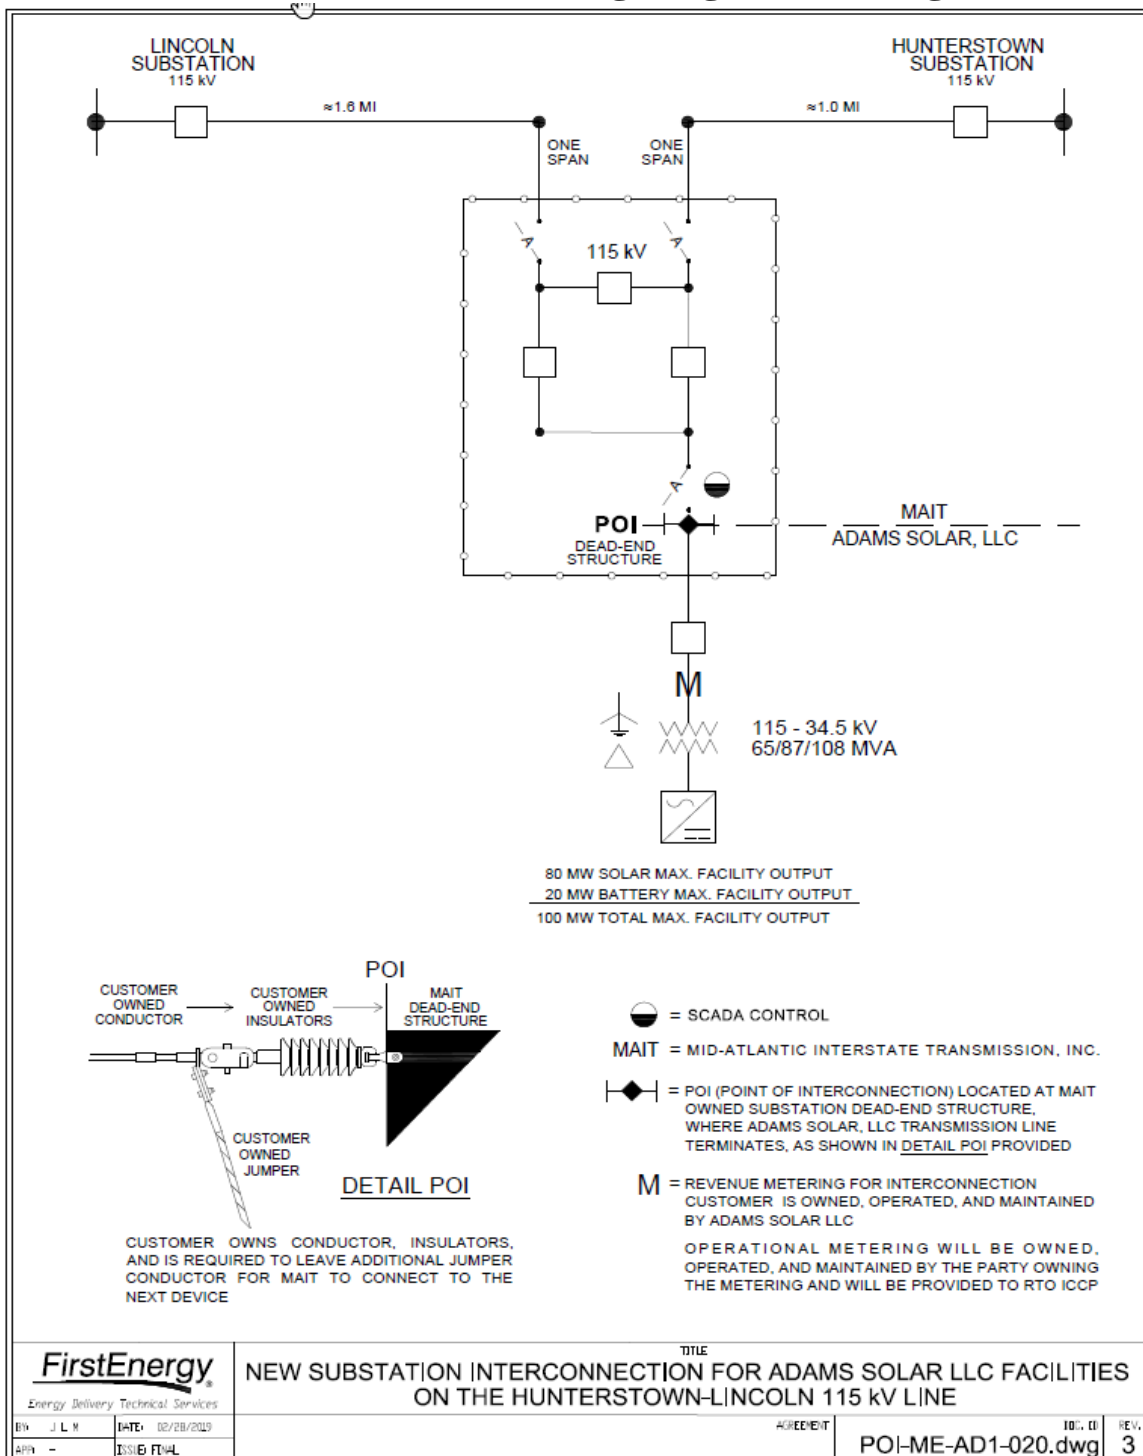 LINCOLN
SUBSTATION
115 kV
HUNTERSTOWN
SUBSTATION
115 kV
≈1.6 MI
≈1.0 MI
ONE
SPAN
ONE
SPAN
A
A
115 kV
A
POI
DEAD-END
STRUCTURE
MAIT
ADAMS SOLAR, LLC
M
115 - 34.5 kV
65/87/108 MVA
80 MW SOLAR MAX. FACILITY OUTPUT
20 MW BATTERY MAX. FACILITY OUTPUT
100 MW TOTAL MAX. FACILITY OUTPUT
POI
CUSTOMER
OWNED
CONDUCTOR
CUSTOMER
OWNED
INSULATORS
MAIT
DEAD-END
STRUCTURE
CUSTOMER
OWNED
JUMPER
DETAIL POI
CUSTOMER OWNS CONDUCTOR, INSULATORS,
AND IS REQUIRED TO LEAVE ADDITIONAL JUMPER
CONDUCTOR FOR MAIT TO CONNECT TO THE
NEXT DEVICE
= SCADA CONTROL
MAIT = MID-ATLANTIC INTERSTATE TRANSMISSION, INC.
= POI (POINT OF INTERCONNECTION) LOCATED AT MAIT
OWNED SUBSTATION DEAD-END STRUCTURE,
WHERE ADAMS SOLAR, LLC TRANSMISSION LINE
TERMINATES, AS SHOWN IN DETAIL POI PROVIDED
M = REVENUE METERING FOR INTERCONNECTION
CUSTOMER IS OWNED, OPERATED, AND MAINTAINED
BY ADAMS SOLAR LLC
OPERATIONAL METERING WILL BE OWNED,
OPERATED, AND MAINTAINED BY THE PARTY OWNING
THE METERING AND WILL BE PROVIDED TO RTO ICCP
FirstEnergy®
Energy Delivery Technical Services
TITLE
NEW SUBSTATION INTERCONNECTION FOR ADAMS SOLAR LLC FACILITIES
ON THE HUNTERSTOWN-LINCOLN 115 kV LINE
BY: J L M
DATE: 02/28/2019
APP: -
ISSUE: FINAL
AGREEMENT
DOC. ID
POI-ME-AD1-020.dwg
REV.
3